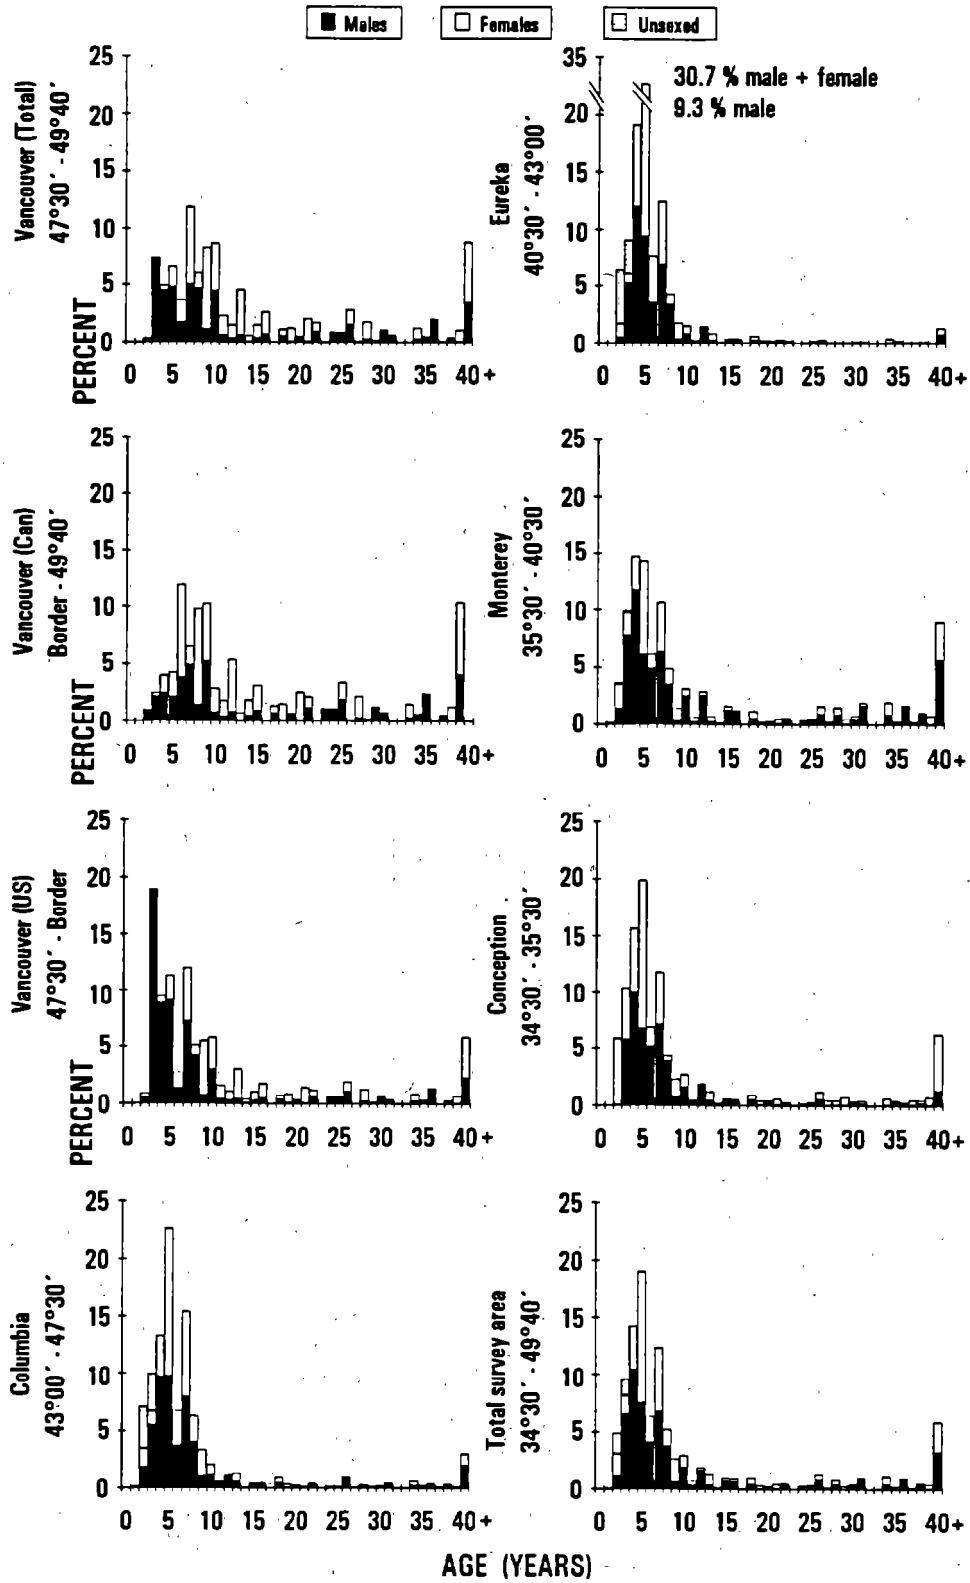 Males Females Unsexed
Vancouver (Total)
47°30′ - 49°40′
PERCENT
25
20
15
10
5
0
0 5 10 15 20 25 30 35 40+
Eureka
40°30′ - 43°00′
35
20
15
10
5
0
30.7 % male + female
9.3 % male
0 5 10 15 20 25 30 35 40+
Vancouver (Can)
Border - 49°40′
PERCENT
25
20
15
10
5
0
0 5 10 15 20 25 30 35 40+
Monterey
35°30′ - 40°30′
25
20
15
10
5
0
0 5 10 15 20 25 30 35 40+
Vancouver (US)
47°30′ - Border
PERCENT
25
20
15
10
5
0
0 5 10 15 20 25 30 35 40+
Conception
34°30′ - 35°30′
25
20
15
10
5
0
0 5 10 15 20 25 30 35 40+
Columbia
43°00′ - 47°30′
25
20
15
10
5
0
0 5 10 15 20 25 30 35 40+
Total survey area
34°30′ - 49°40′
25
20
15
10
5
0
0 5 10 15 20 25 30 35 40+
AGE (YEARS)